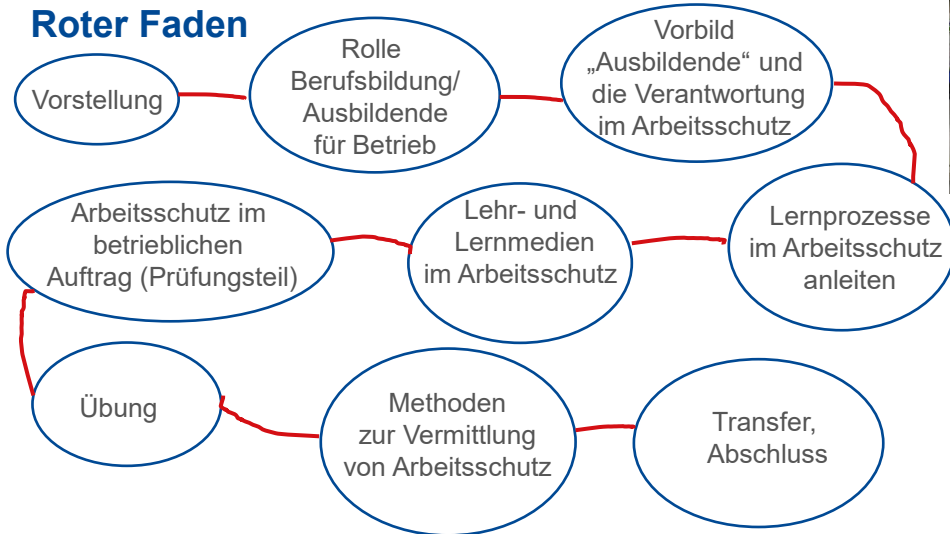 Roter Faden
Vorstellung
Rolle
Berufsbildung/
Ausbildende
für Betrieb
Vorbild
„Ausbildende“ und
die Verantwortung
im Arbeitsschutz
Lernprozesse
im Arbeitsschutz
anleiten
Lehr- und
Lernmedien
im Arbeitsschutz
Arbeitsschutz im
betrieblichen
Auftrag (Prüfungsteil)
Übung
Methoden
zur Vermittlung
von Arbeitsschutz
Transfer,
Abschluss